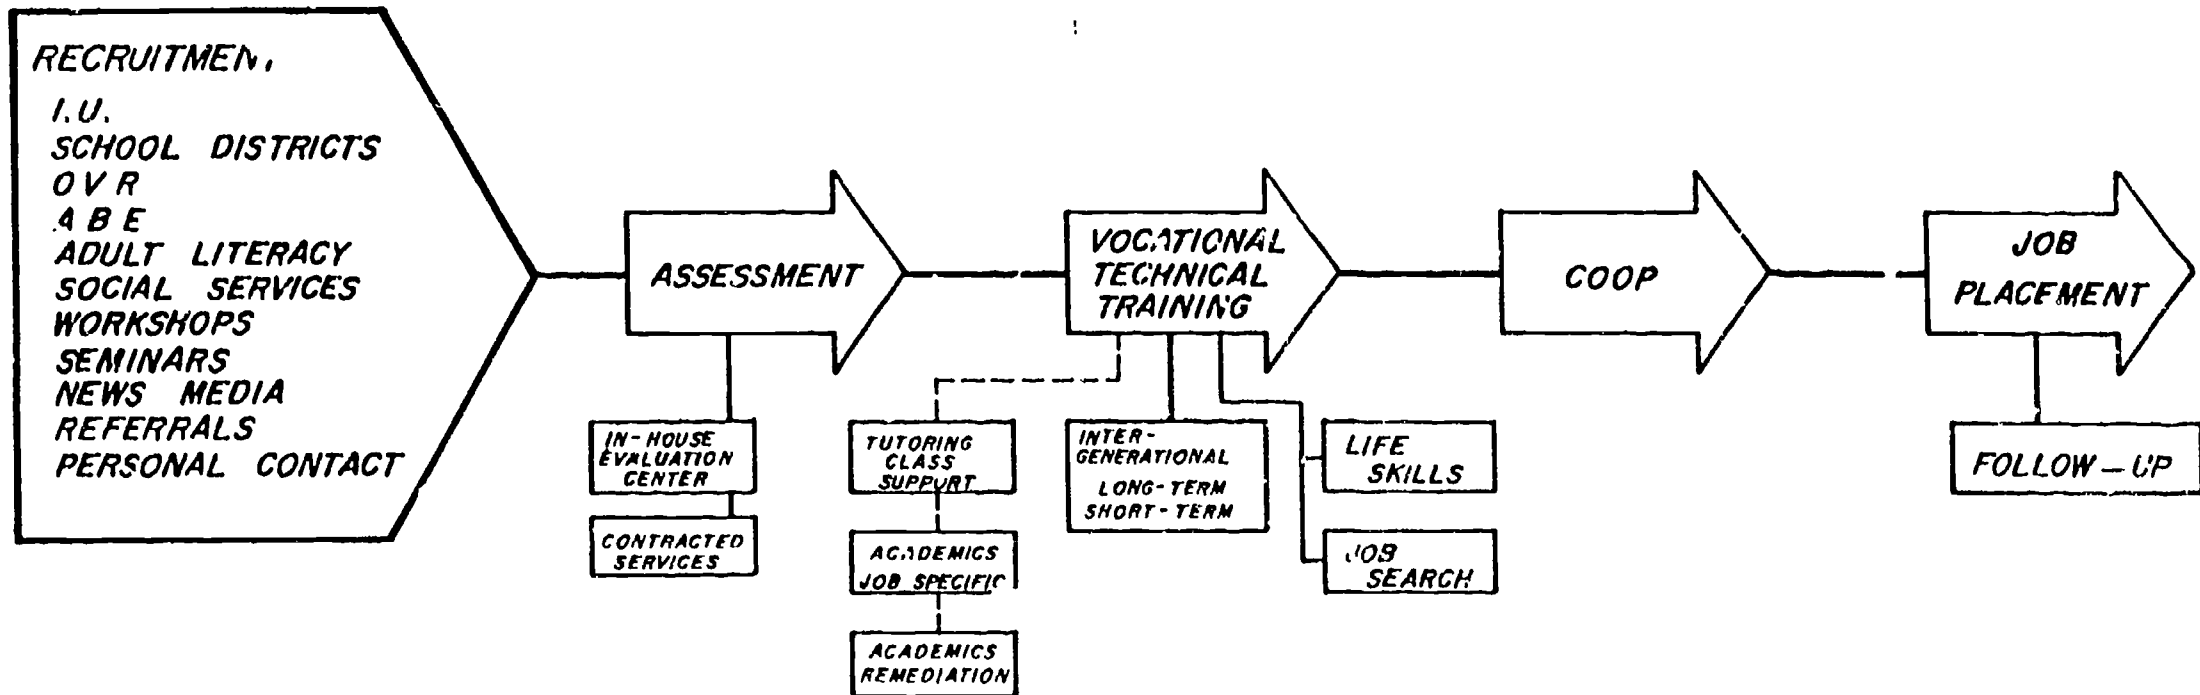 RECRUITMENT
I.U.
SCHOOL DISTRICTS
OVR
ABE
ADULT LITERACY
SOCIAL SERVICES
WORKSHOPS
SEMINARS
NEWS MEDIA
REFERRALS
PERSONAL CONTACT
ASSESSMENT
IN-HOUSE
EVALUATION
CENTER
CONTRACTED
SERVICES
VOCATIONAL
TECHNICAL
TRAINING
TUTORING
CLASS
SUPPORT
ACADEMICS
JOB SPECIFIC
ACADEMICS
REMEDIATION
INTER-
GENERATIONAL
LONG-TERM
SHORT-TERM
LIFE
SKILLS
JOB
SEARCH
COOP
JOB
PLACEMENT
FOLLOW-UP